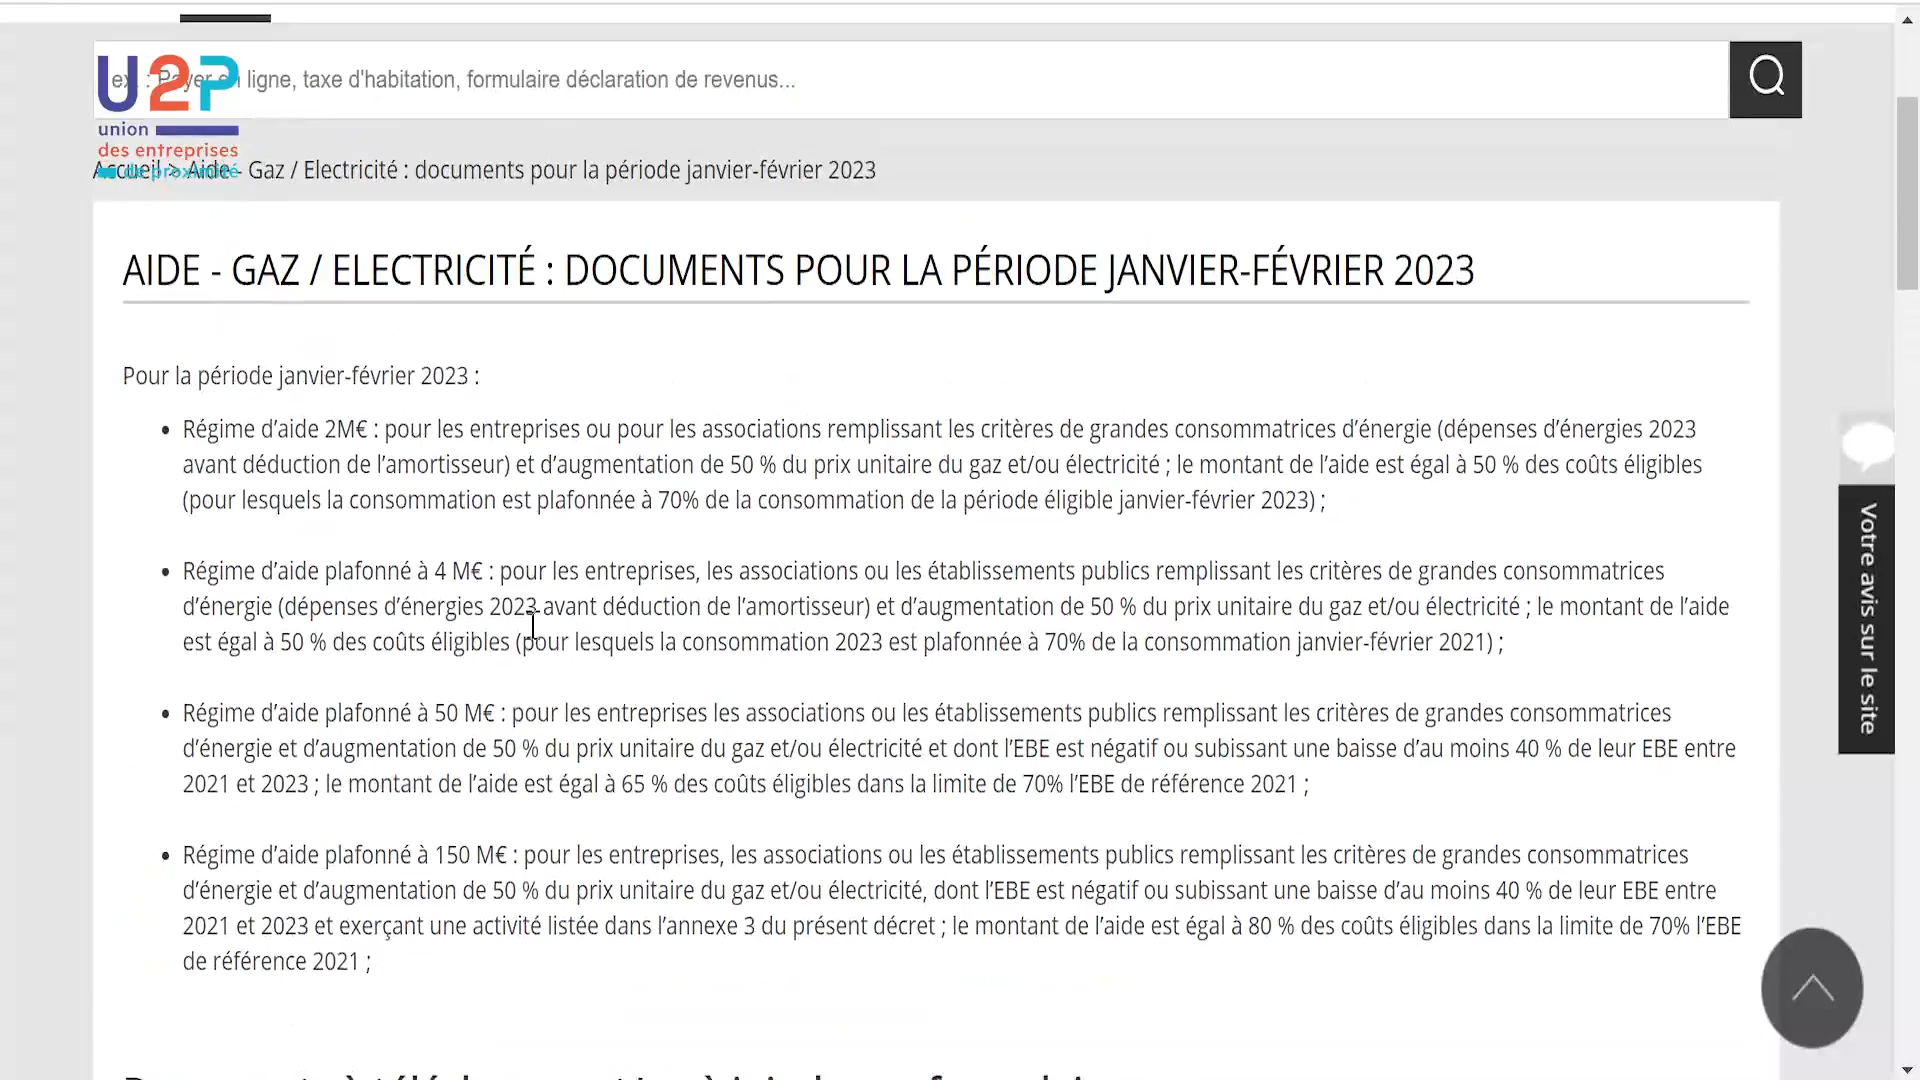 ex : Payer en ligne, taxe d'habitation, formulaire déclaration de revenus...
U2P
union
des entreprises
de proximité
Accueil > Aide - Gaz / Electricité : documents pour la période janvier-février 2023
AIDE - GAZ / ELECTRICITÉ : DOCUMENTS POUR LA PÉRIODE JANVIER-FÉVRIER 2023
Pour la période janvier-février 2023 :
• Régime d’aide 2M€ : pour les entreprises ou pour les associations remplissant les critères de grandes consommatrices d’énergie (dépenses d’énergies 2023
avant déduction de l’amortisseur) et d’augmentation de 50 % du prix unitaire du gaz et/ou électricité ; le montant de l’aide est égal à 50 % des coûts éligibles
(pour lesquels la consommation est plafonnée à 70% de la consommation de la période éligible janvier-février 2023) ;
• Régime d’aide plafonné à 4 M€ : pour les entreprises, les associations ou les établissements publics remplissant les critères de grandes consommatrices
d’énergie (dépenses d’énergies 2023 avant déduction de l’amortisseur) et d’augmentation de 50 % du prix unitaire du gaz et/ou électricité ; le montant de l’aide
est égal à 50 % des coûts éligibles (pour lesquels la consommation 2023 est plafonnée à 70% de la consommation janvier-février 2021) ;
• Régime d’aide plafonné à 50 M€ : pour les entreprises les associations ou les établissements publics remplissant les critères de grandes consommatrices
d’énergie et d’augmentation de 50 % du prix unitaire du gaz et/ou électricité et dont l’EBE est négatif ou subissant une baisse d’au moins 40 % de leur EBE entre
2021 et 2023 ; le montant de l’aide est égal à 65 % des coûts éligibles dans la limite de 70% l’EBE de référence 2021 ;
• Régime d’aide plafonné à 150 M€ : pour les entreprises, les associations ou les établissements publics remplissant les critères de grandes consommatrices
d’énergie et d’augmentation de 50 % du prix unitaire du gaz et/ou électricité, dont l’EBE est négatif ou subissant une baisse d’au moins 40 % de leur EBE entre
2021 et 2023 et exerçant une activité listée dans l’annexe 3 du présent décret ; le montant de l’aide est égal à 80 % des coûts éligibles dans la limite de 70% l’EBE
de référence 2021 ;
Votre avis sur le site